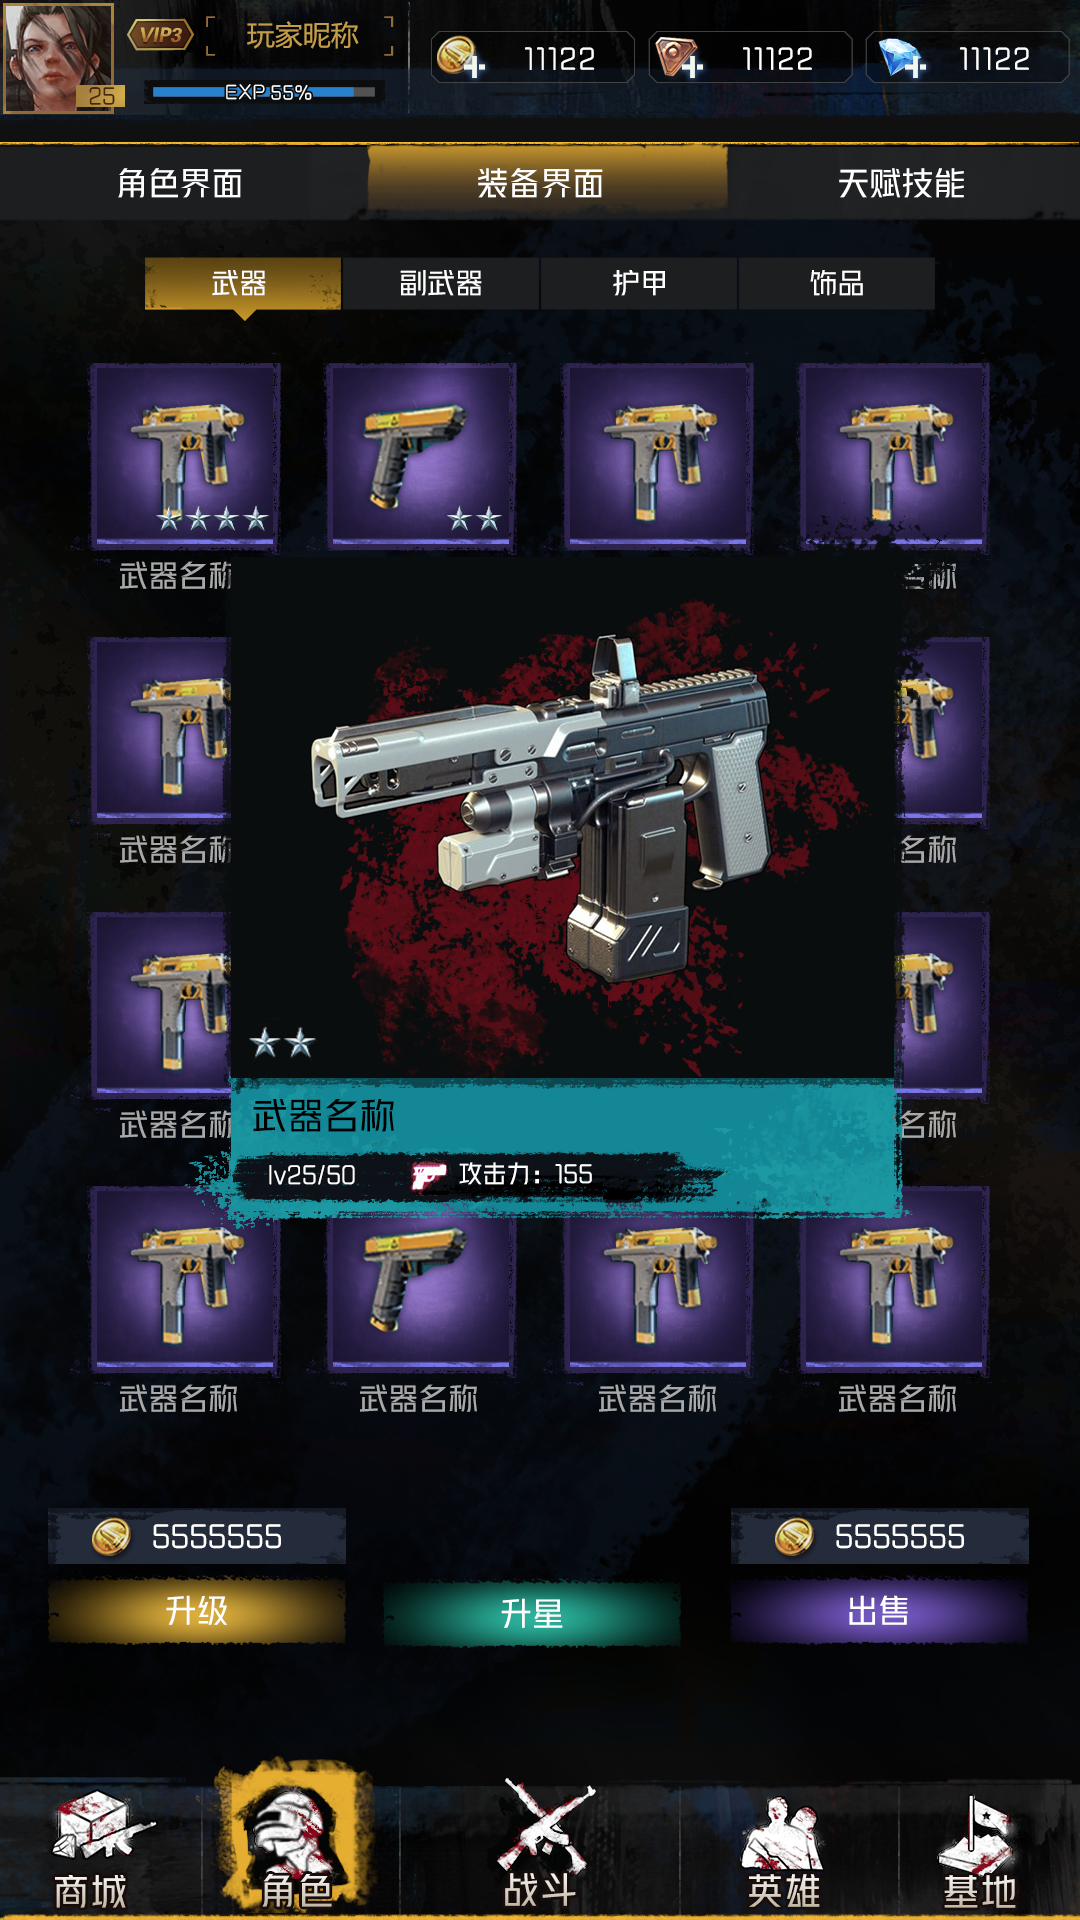 VIP3
玩家昵称
25
EXP 55%
11122
11122
11122
角色界面
装备界面
天赋技能
武器
副武器
护甲
饰品
武器名称
名称
武器名称
名称
武器名称
名称
武器名称
lv25/50
攻击力：155
武器名称
武器名称
武器名称
武器名称
5555555
5555555
升级
升星
出售
商城
角色
战斗
英雄
基地